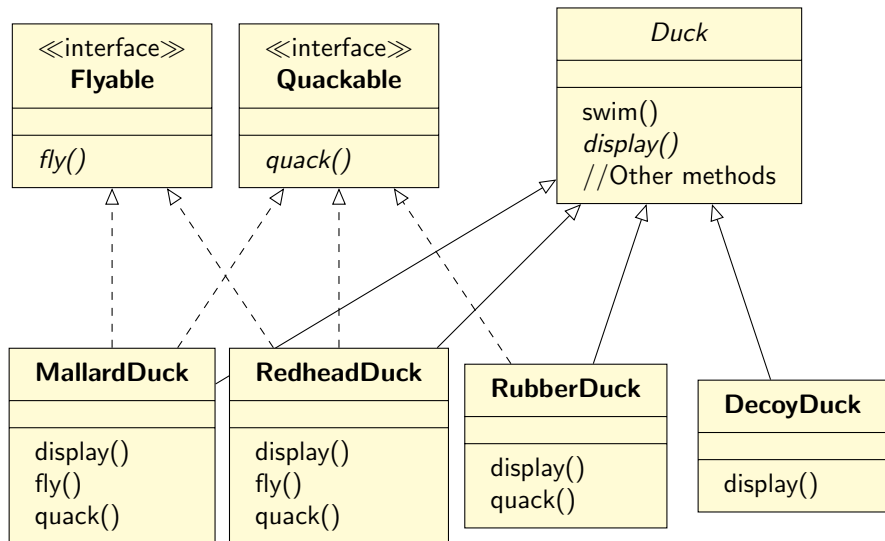 ≪interface≫
Flyable
fly()
≪interface≫
Quackable
quack()
Duck
swim()
display()
//Other methods
MallardDuck
display()
fly()
quack()
RedheadDuck
display()
fly()
quack()
RubberDuck
display()
quack()
DecoyDuck
display()